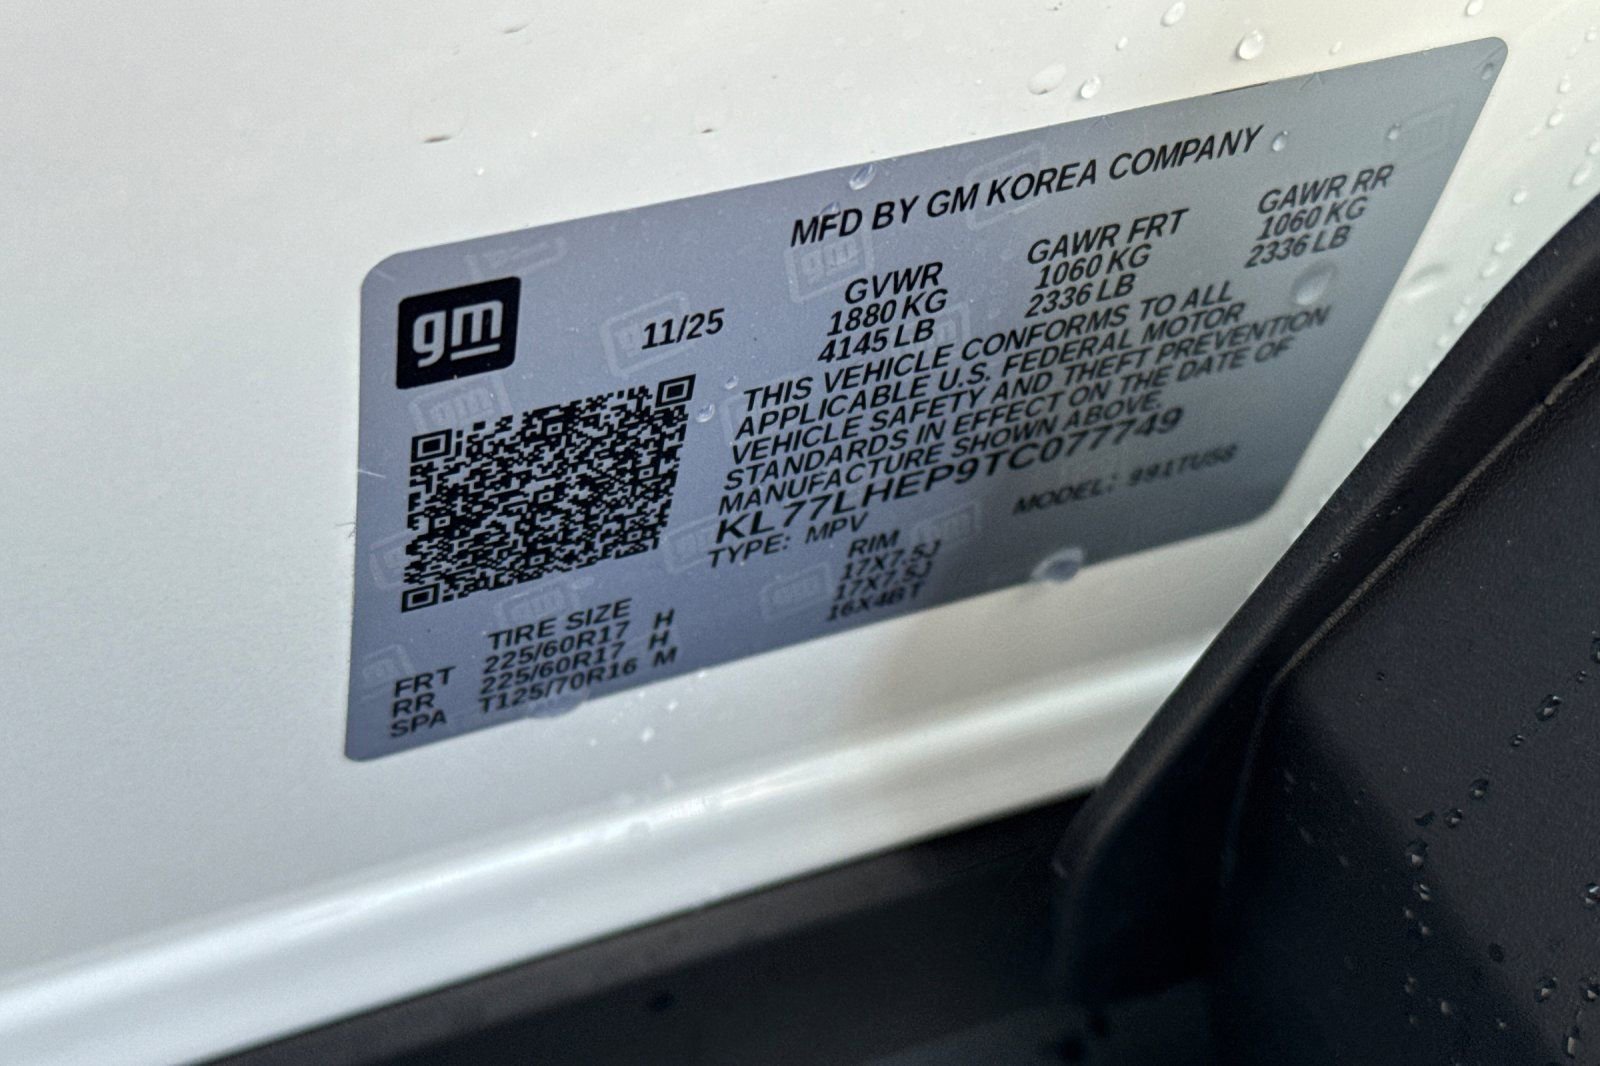 MFD BY GM KOREA COMPANY
gm
11/25
GVWR
1880 KG
4145 LB
GAWR FRT
1060 KG
2336 LB
GAWR RR
1060 KG
2336 LB
THIS VEHICLE CONFORMS TO ALL
APPLICABLE U.S. FEDERAL MOTOR
VEHICLE SAFETY AND THEFT PREVENTION
STANDARDS IN EFFECT ON THE DATE OF
MANUFACTURE SHOWN ABOVE.
KL77LHEP9TC077749
TYPE: MPV
MODEL: 991TU58
TIRE SIZE
RIM
FRT 225/60R17 H 17X7.5J
RR 225/60R17 H 17X7.5J
SPA T125/70R16 M 16X4BT